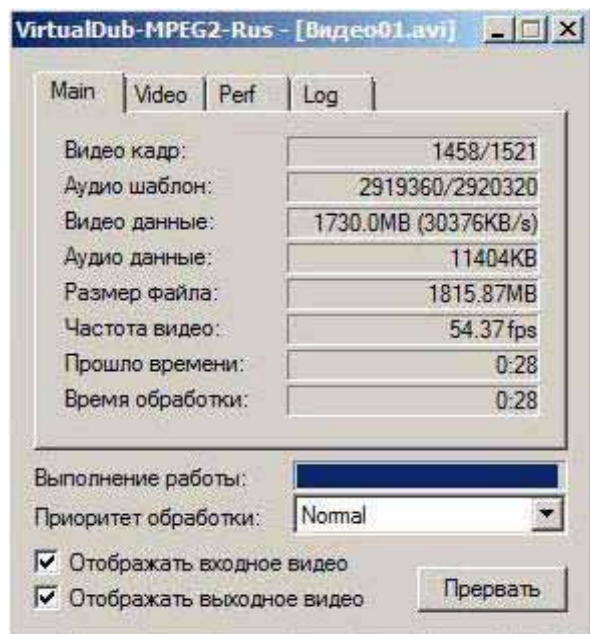 VirtualDub-MPEG2-Rus - [Видео01.avi]
Main Video Perf Log
Видео кадр: 1458/1521
Аудио шаблон: 2919360/2920320
Видео данные: 1730.0MB (30376KB/s)
Аудио данные: 11404KB
Размер файла: 1815.87MB
Частота видео: 54.37 fps
Прошло времени: 0:28
Время обработки: 0:28
Выполнение работы:
Приоритет обработки: Normal
Отображать входное видео
Отображать выходное видео
Прервать